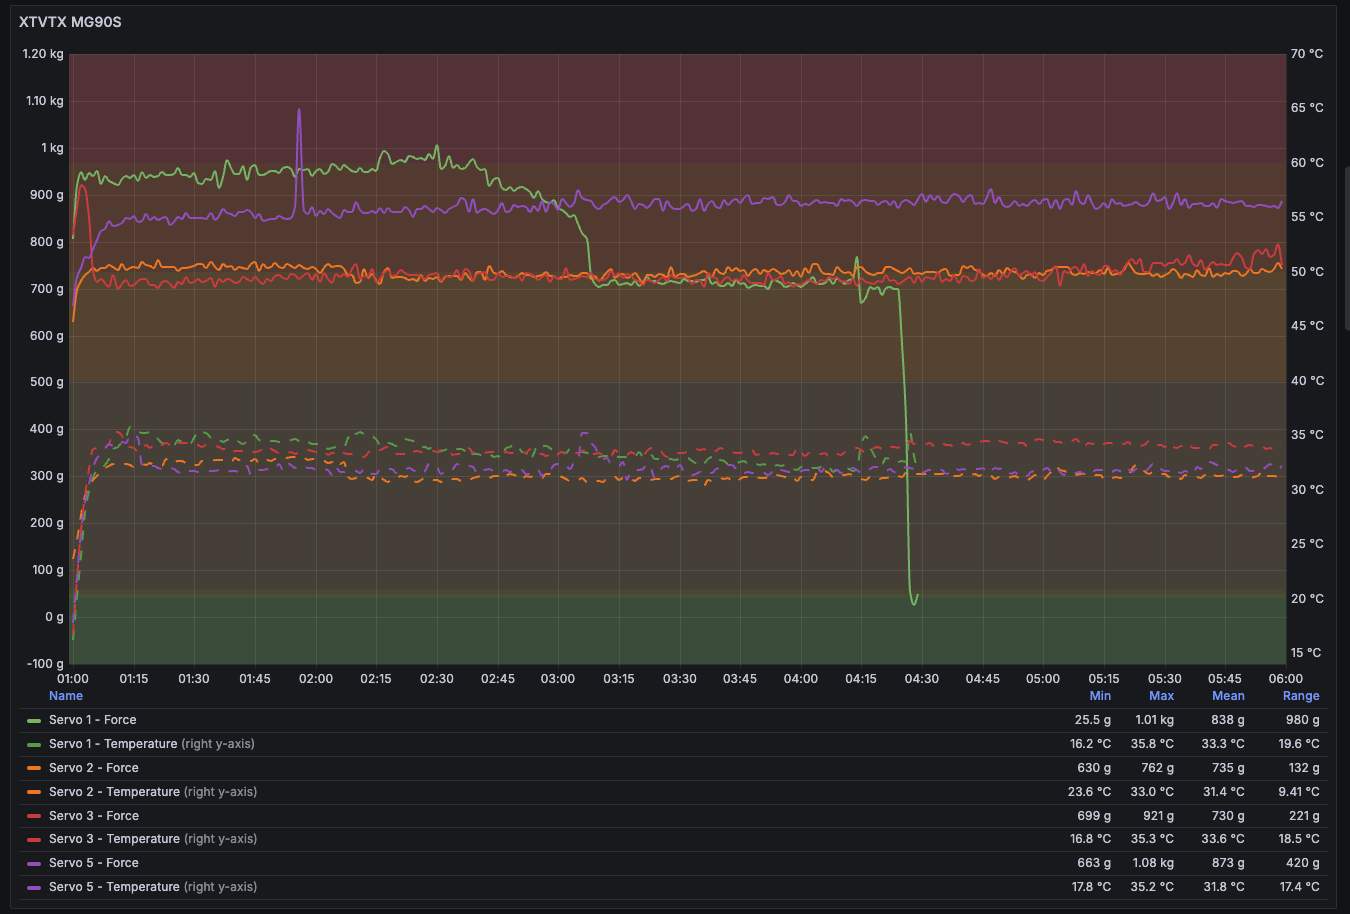 XTVTX MG90S
1.20 kg 70 °C
1.10 kg 65 °C
1 kg 60 °C
900 g 55 °C
800 g 50 °C
700 g 45 °C
600 g 40 °C
500 g 35 °C
400 g 30 °C
300 g 25 °C
200 g 20 °C
100 g 15 °C
0 g
-100 g
01:00 01:15 01:30 01:45 02:00 02:15 02:30 02:45 03:00 03:15 03:30 03:45 04:00 04:15 04:30 04:45 05:00 05:15 05:30 05:45 06:00
Name Min Max Mean Range
Servo 1 - Force 25.5 g 1.01 kg 838 g 980 g
Servo 1 - Temperature (right y-axis) 16.2 °C 35.8 °C 33.3 °C 19.6 °C
Servo 2 - Force 630 g 762 g 735 g 132 g
Servo 2 - Temperature (right y-axis) 23.6 °C 33.0 °C 31.4 °C 9.41 °C
Servo 3 - Force 699 g 921 g 730 g 221 g
Servo 3 - Temperature (right y-axis) 16.8 °C 35.3 °C 33.6 °C 18.5 °C
Servo 5 - Force 663 g 1.08 kg 873 g 420 g
Servo 5 - Temperature (right y-axis) 17.8 °C 35.2 °C 31.8 °C 17.4 °C